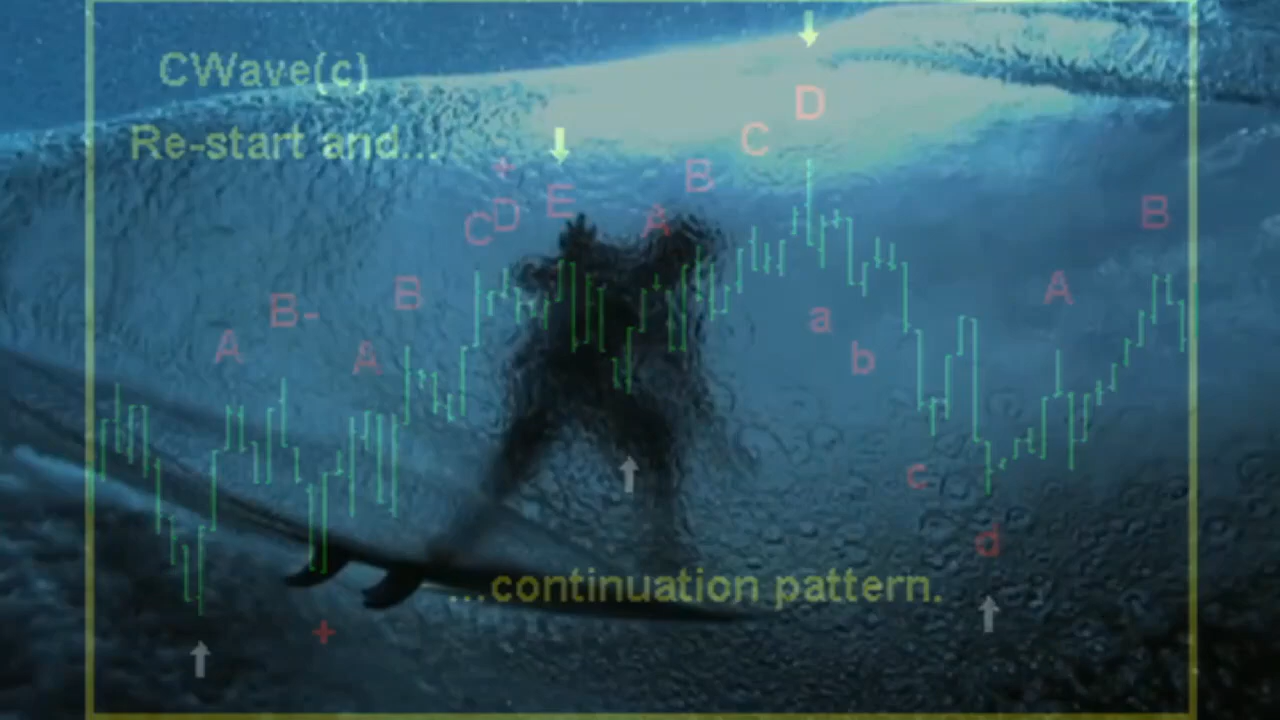 CWave(c)
Re-start and...
D
C
+
B
E
D
C
A
B
B
A
B-
A
A
a
b
c
d
...continuation pattern.
+